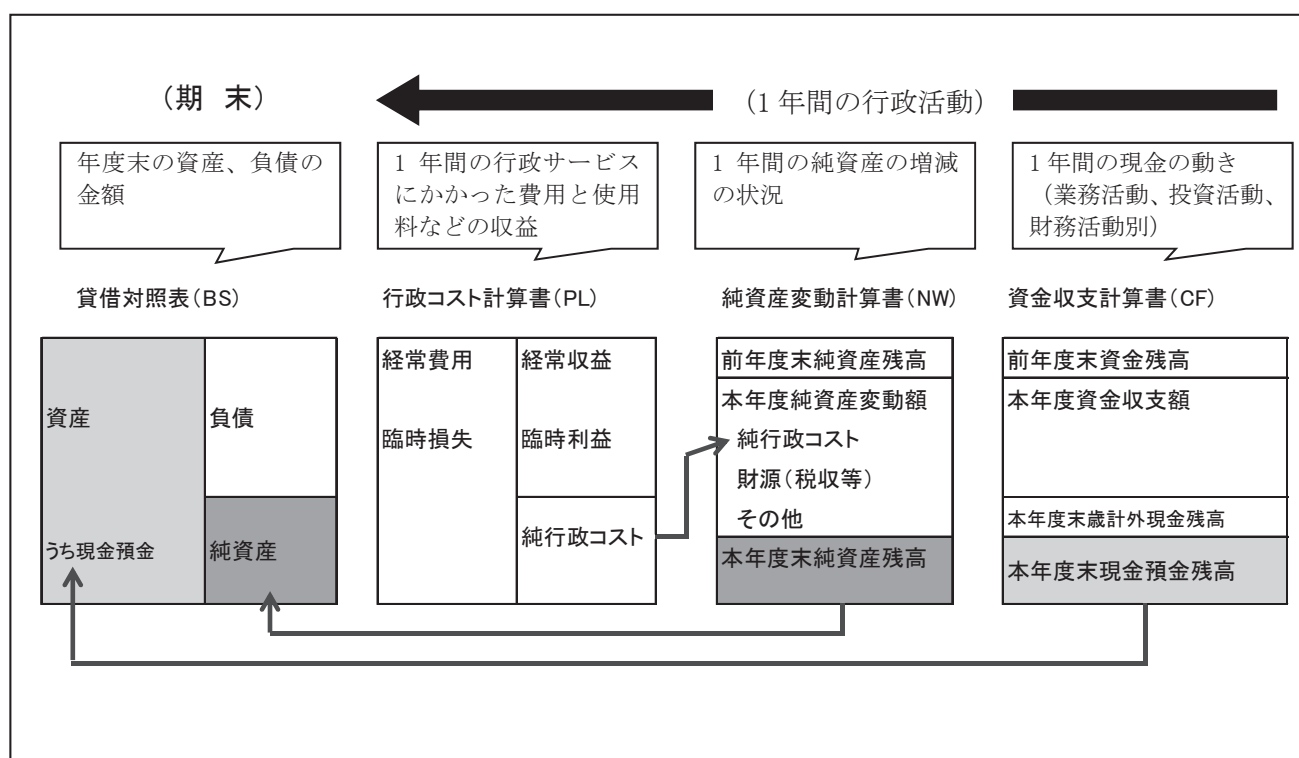 （期　末）
（1 年間の行政活動）
年度末の資産、負債の
金額
1 年間の行政サービス
にかかった費用と使用
料などの収益
1 年間の純資産の増減
の状況
1 年間の現金の動き
（業務活動、投資活動、
財務活動別）
貸借対照表（BS）
行政コスト計算書（PL）
純資産変動計算書（NW）
資金収支計算書（CF）
資産
うち現金預金
負債
純資産
経常費用
臨時損失
経常収益
臨時利益
純行政コスト
前年度末純資産残高
本年度純資産変動額
純行政コスト
財源（税収等）
その他
本年度末純資産残高
前年度末資金残高
本年度資金収支額
本年度末歳計外現金残高
本年度末現金預金残高